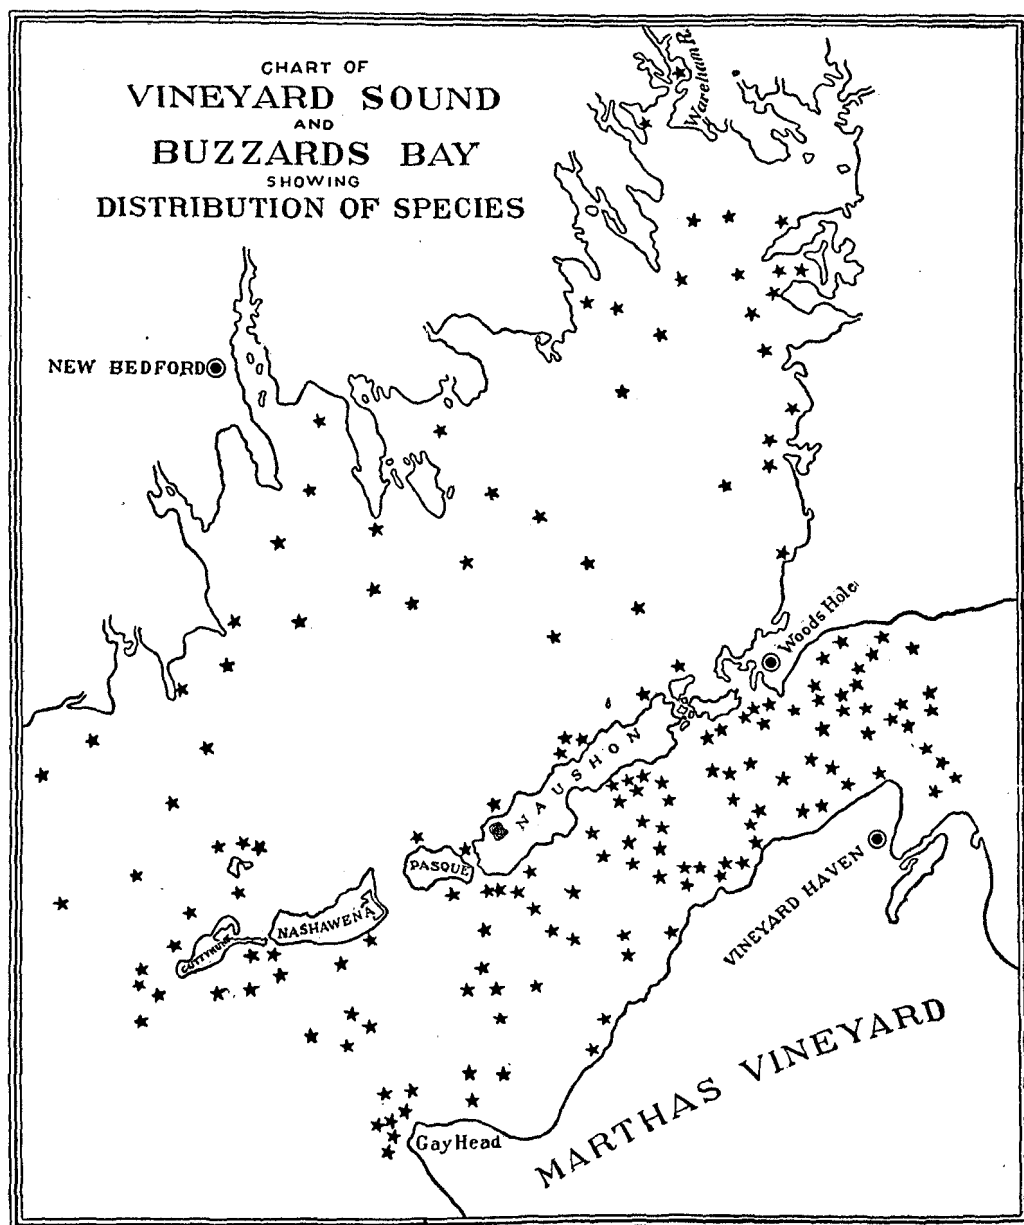 CHART OF
VINEYARD SOUND
AND
BUZZARDS BAY
SHOWING
DISTRIBUTION OF SPECIES
Wareham R.
NEW BEDFORD
Woods Hole
NAUSHON
PASQUE
NASHAWENA
CUTTYHUNK
VINEYARD HAVEN
MARTHAS VINEYARD
Gay Head